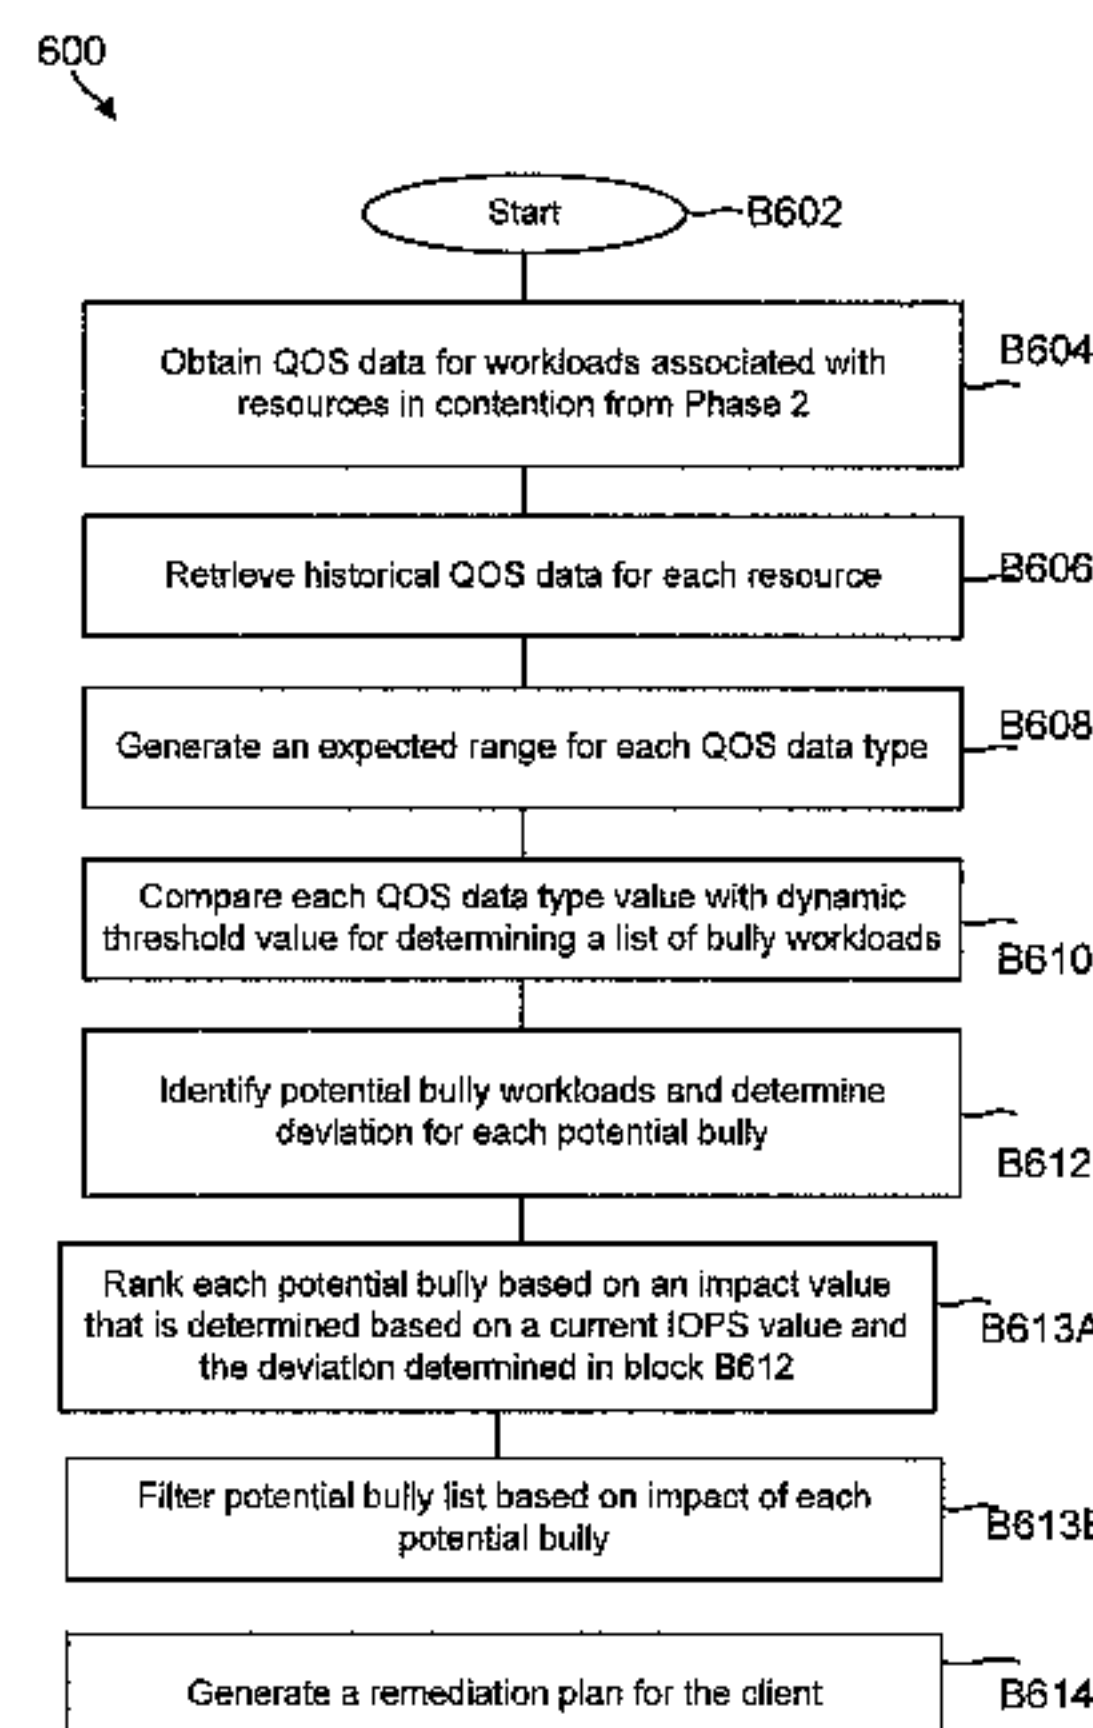 600
Start
B602
Obtain QOS data for workloads associated with
resources in contention from Phase 2
B604
Retrieve historical QOS data for each resource
B606
Generate an expected range for each QOS data type
B608
Compare each QOS data type value with dynamic
threshold value for determining a list of bully workloads
B610
Identify potential bully workloads and determine
deviation for each potential bully
B612
Rank each potential bully based on an impact value
that is determined based on a current IOPS value and
the deviation determined in block B612
B613A
Filter potential bully list based on impact of each
potential bully
B613B
Generate a remediation plan for the client
B614